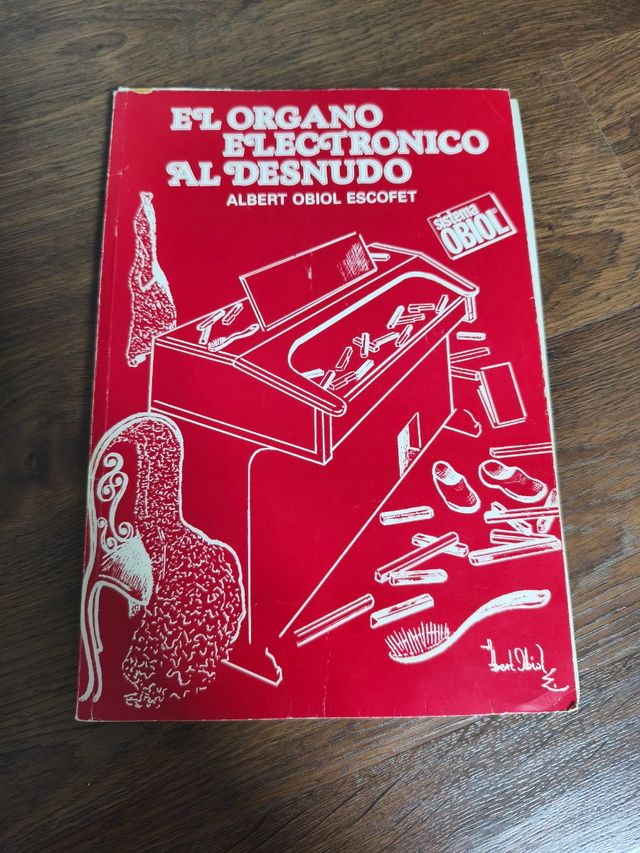 EL ORGANO
ELECTRONICO
AL DESNUDO
ALBERT OBIOL ESCOFET
sistema
OBIOL